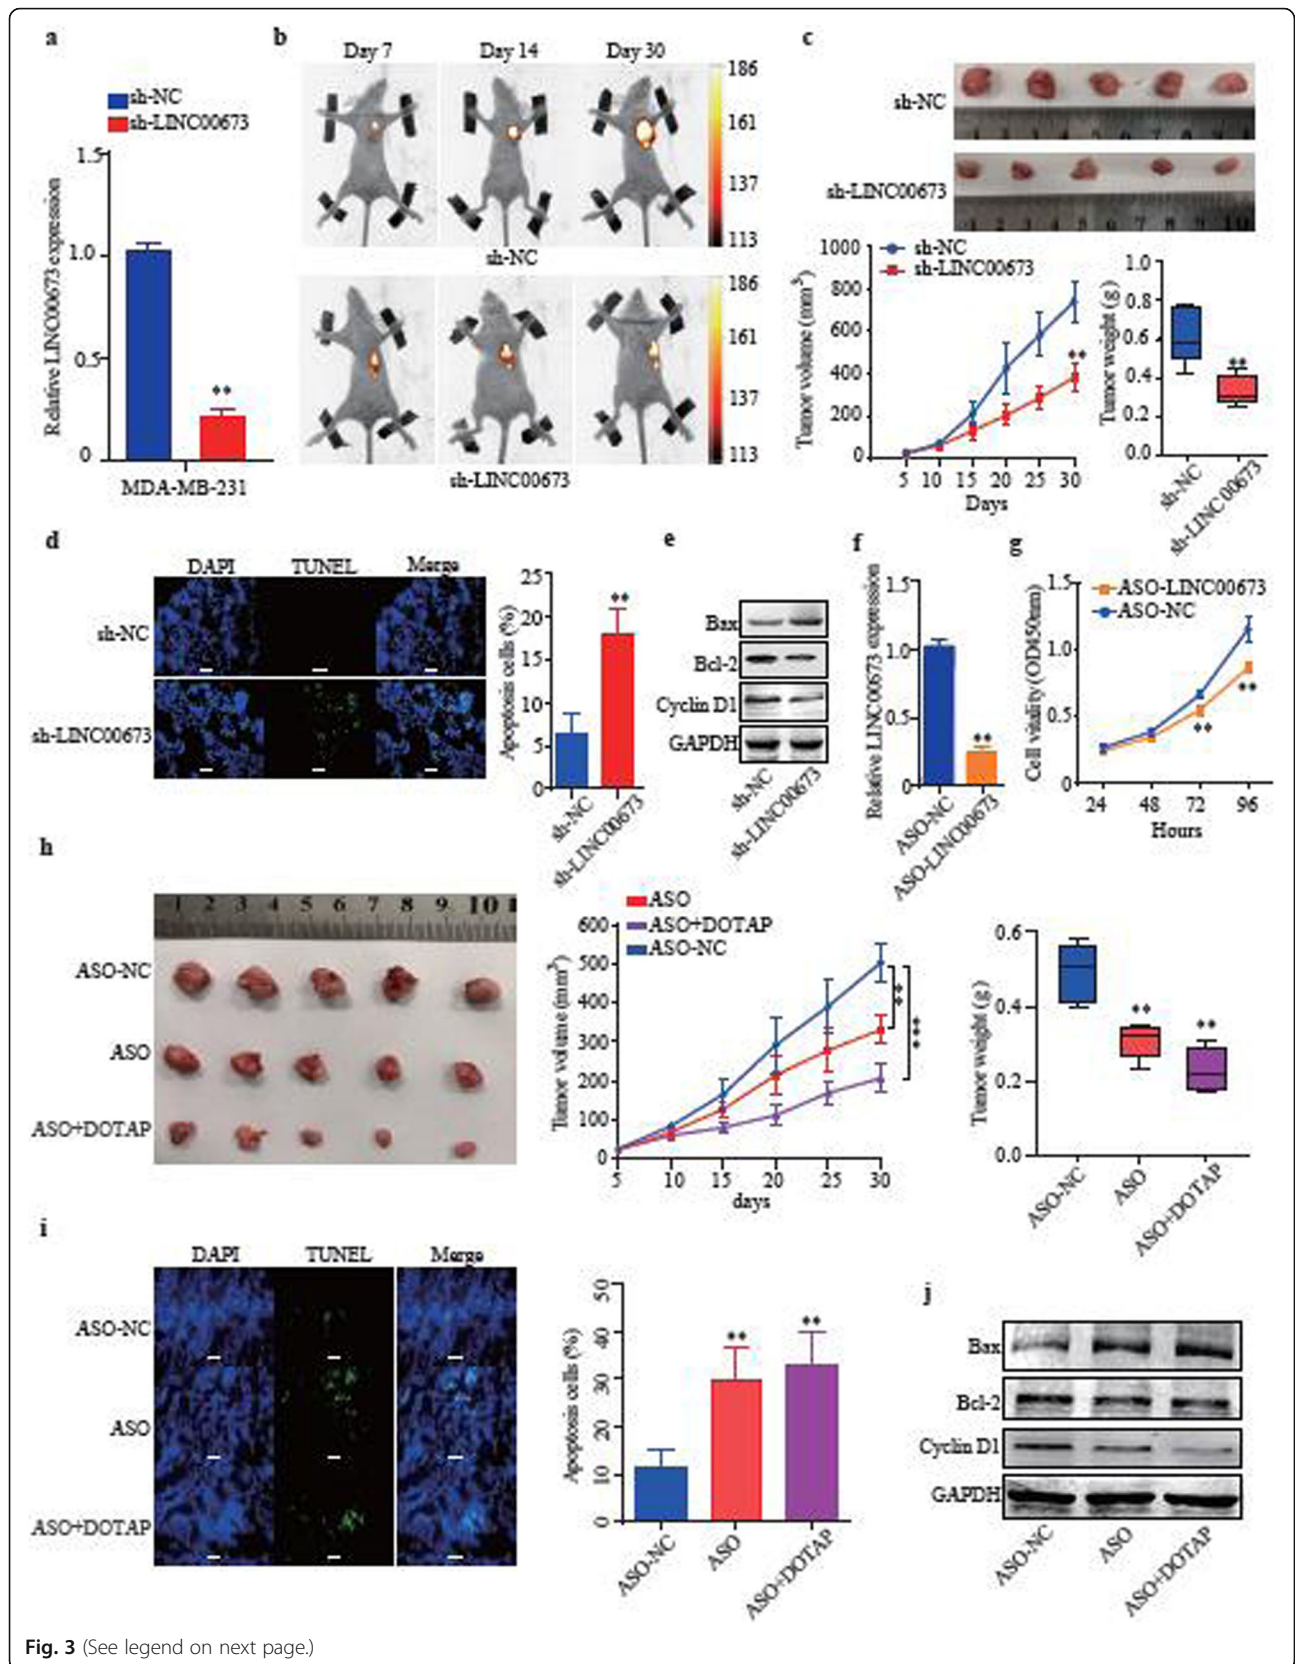 a
sh-NC
sh-LINC00673
Relative LINC00673 expression
1.5
1.0
0.5
0
**
MDA-MB-231
b
Day 7 Day 14 Day 30
186
161
137
113
sh-NC
186
161
137
113
sh-LINC00673
c
sh-NC
sh-LINC00673
sh-NC
sh-LINC00673
Tumor volume (mm³)
1000
800
600
400
200
0
**
5 10 15 20 25 30
Days
Tumor weight (g)
1.0
0.8
0.6
0.4
0.2
0.0
**
sh-NC
sh-LINC00673
d
DAPI TUNEL Merge
sh-NC
sh-LINC00673
Apoptosis cells (%)
25
20
15
10
5
0
**
sh-NC
sh-LINC00673
e
Bax
Bcl-2
Cyclin D1
GAPDH
sh-NC
sh-LINC00673
f
Relative LINC00673 expression
1.5
1.0
0.5
0
**
ASO-NC
ASO-LINC00673
g
ASO-LINC00673
ASO-NC
Cell vitality (OD450nm)
1.5
1.0
0.5
0
**
**
24 48 72 96
Hours
h
1 2 3 4 5 6 7 8 9 10
ASO-NC
ASO
ASO+DOTAP
ASO
ASO+DOTAP
ASO-NC
Tumor volume (mm³)
600
500
400
300
200
100
0
**
***
5 10 15 20 25 30
days
Tumor weight (g)
0.6
0.4
0.2
0.0
**
**
ASO-NC
ASO
ASO+DOTAP
i
DAPI TUNEL Merge
ASO-NC
ASO
ASO+DOTAP
Apoptosis cells (%)
50
40
30
20
10
0
**
**
ASO-NC
ASO
ASO+DOTAP
j
Bax
Bcl-2
Cyclin D1
GAPDH
ASO-NC
ASO
ASO+DOTAP
Fig. 3 (See legend on next page.)